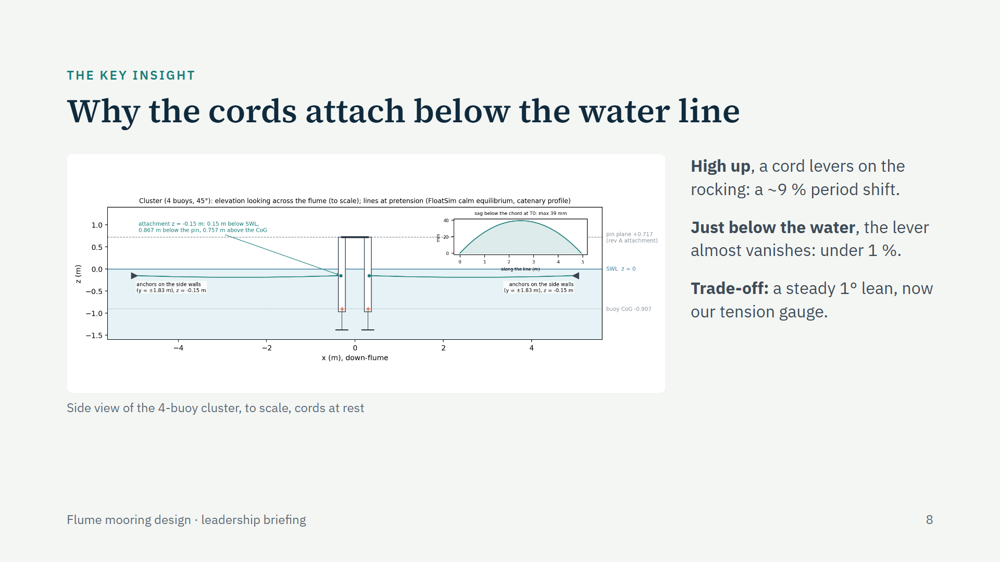 THE KEY INSIGHT
Why the cords attach below the water line
Cluster (4 buoys, 45°): elevation looking across the flume (to scale); lines at pretension (FloatSim calm equilibrium, catenary profile)
attachment z = -0.15 m: 0.15 m below SWL,
0.867 m below the pin, 0.757 m above the CoG
sag below the chord at T0: max 39 mm
40
20
0
mm
0 1 2 3 4 5
along the line (m)
pin plane +0.717
(rev A attachment)
SWL z = 0
buoy CoG -0.907
anchors on the side walls
(y = ±1.83 m), z = -0.15 m
anchors on the side walls
(y = ±1.83 m), z = -0.15 m
1.0
0.5
0.0
−0.5
−1.0
−1.5
z (m)
−4 −2 0 2 4
x (m), down-flume
Side view of the 4-buoy cluster, to scale, cords at rest
High up, a cord levers on the
rocking: a ~9 % period shift.
Just below the water, the lever
almost vanishes: under 1 %.
Trade-off: a steady 1° lean, now
our tension gauge.
Flume mooring design · leadership briefing
8